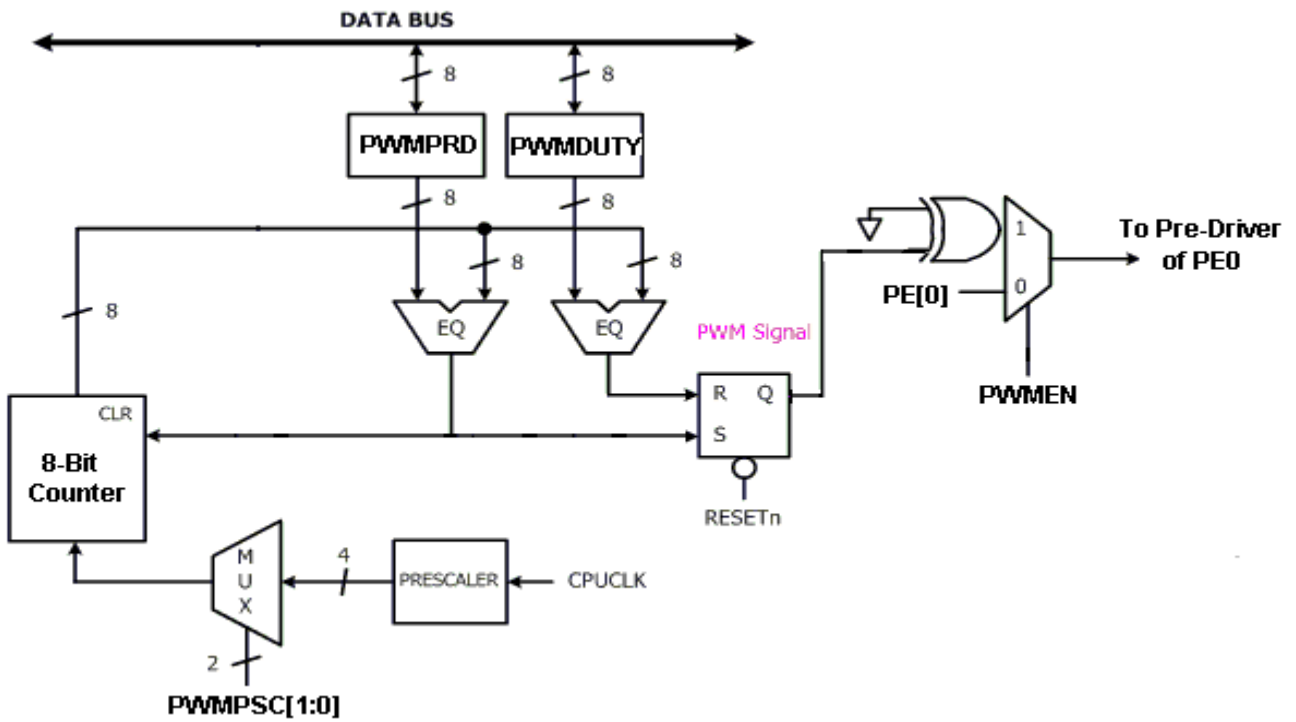 DATA BUS
8
8
PWMPRD
PWMDUTY
8
8
8
8
8
EQ
EQ
PWM Signal
1
0
PE[0]
To Pre-Driver
of PE0
PWMEN
R
Q
S
RESETn
CLR
8-Bit
Counter
M
U
X
4
PRESCALER
CPUCLK
2
PWMPSC[1:0]